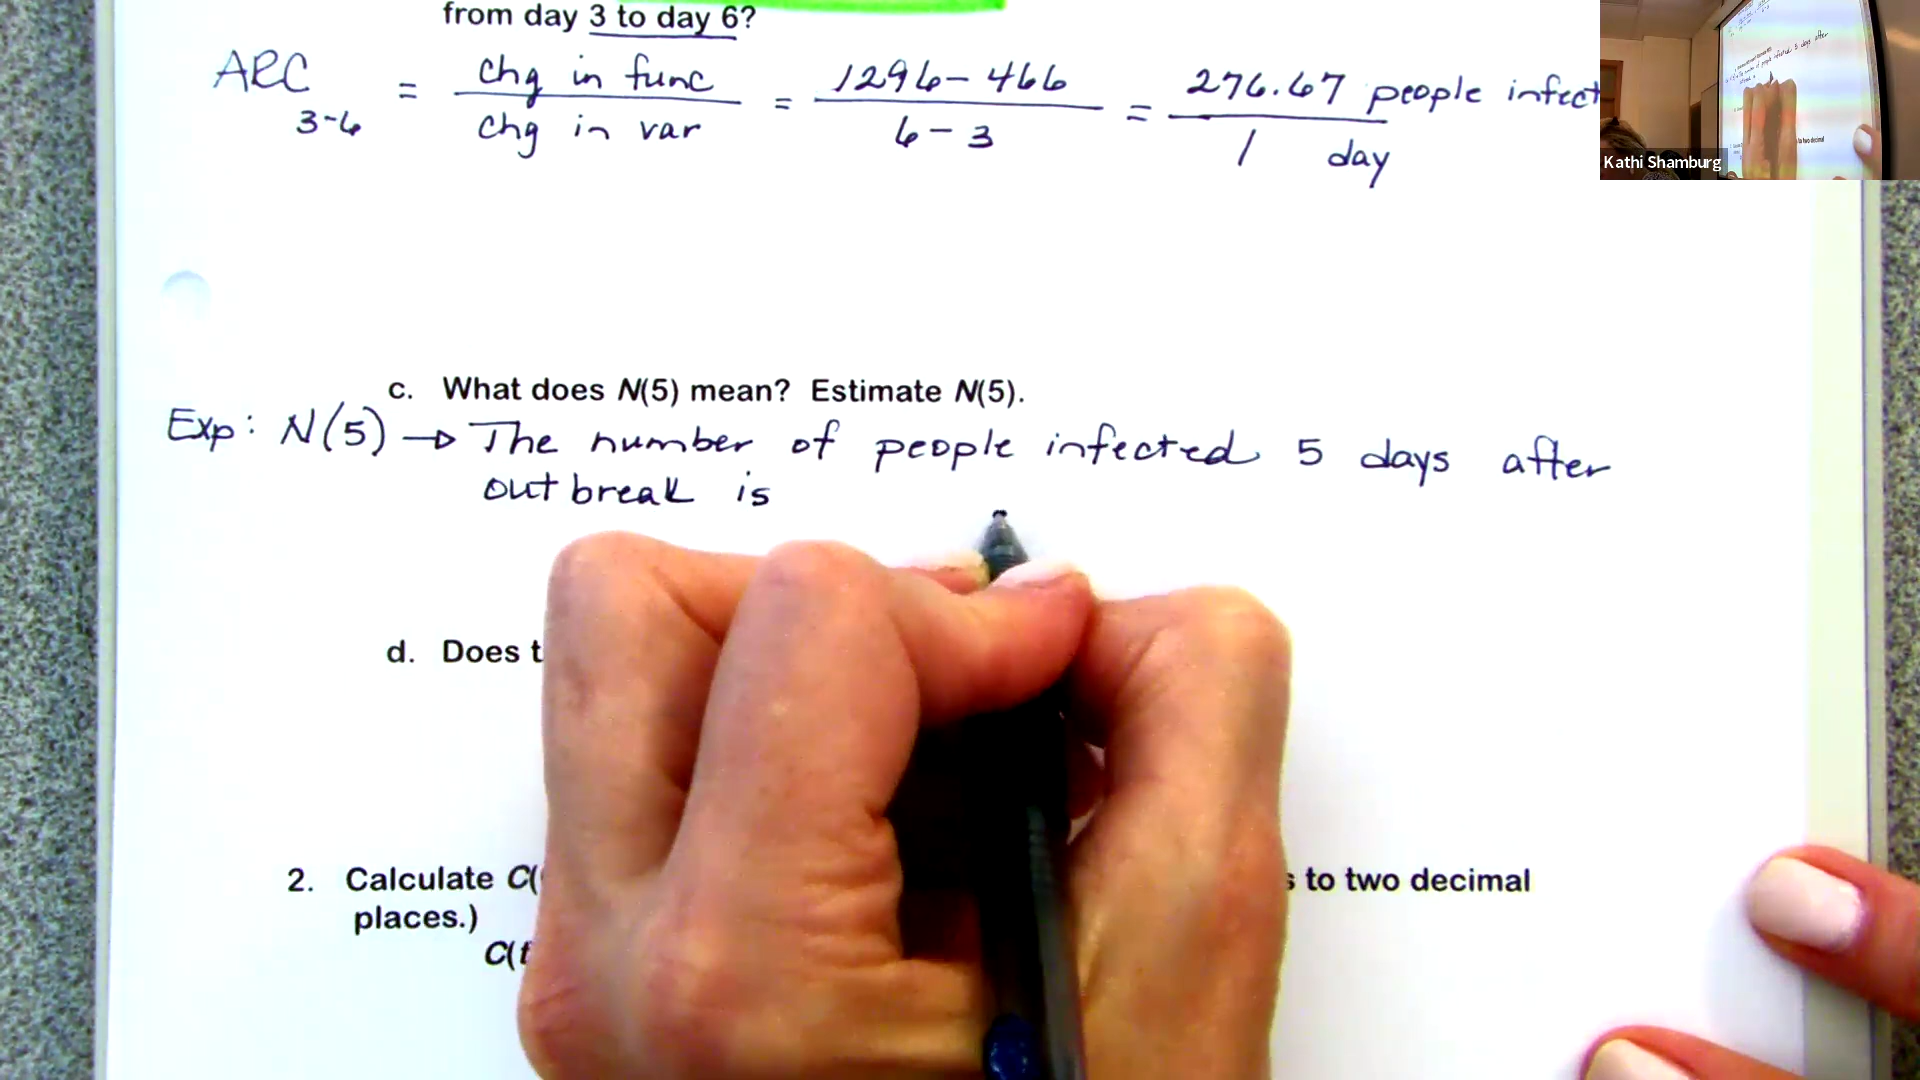 from day 3 to day 6?
ARC 3-6 = chg in func / chg in var = 1296 - 466 / 6 - 3 = 276.67 people infect / 1 day
Kathi Shamburg
c. What does N(5) mean? Estimate N(5).
Exp: N(5) → The number of people infected 5 days after
outbreak is
d. Does t
2. Calculate C( s to two decimal
places.)
C(t